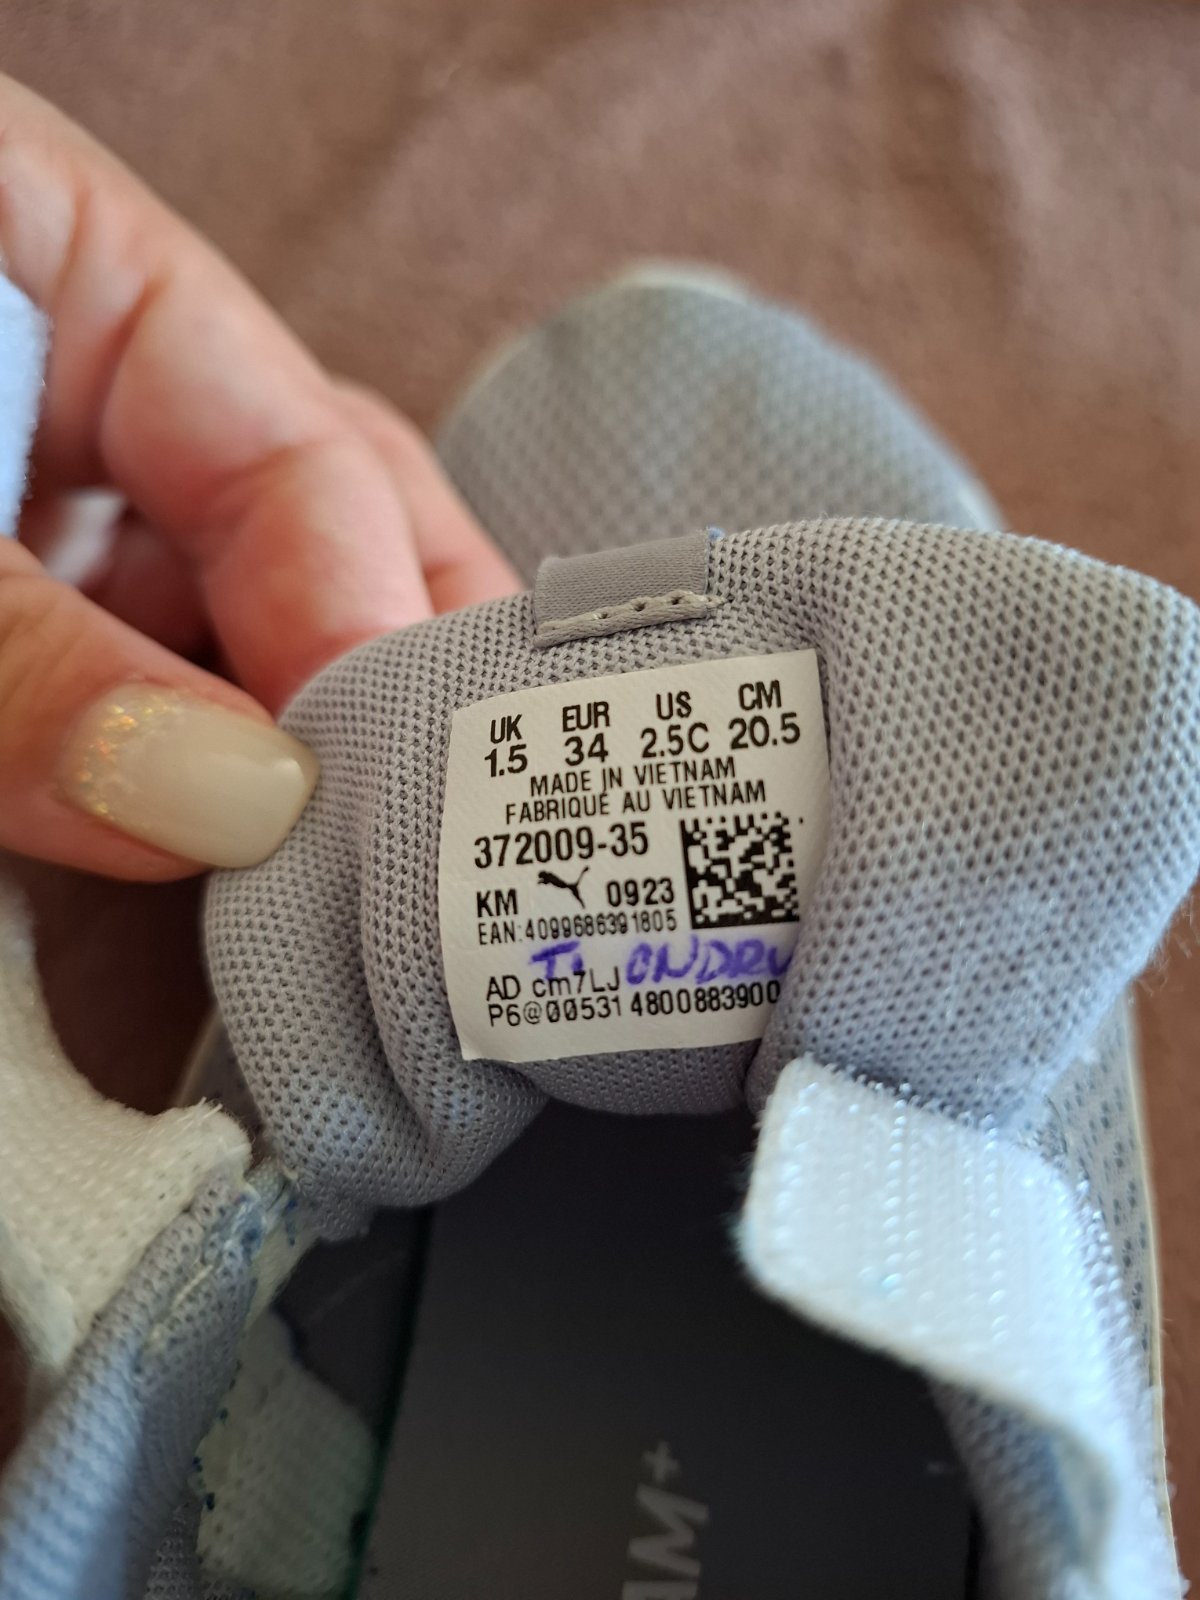 UK EUR US CM
1.5 34 2.5C 20.5
MADE IN VIETNAM
FABRIQUÉ AU VIETNAM
372009-35
KM 0923
EAN:4099686391805
AD cm7LJ
P6@00531 4800883900